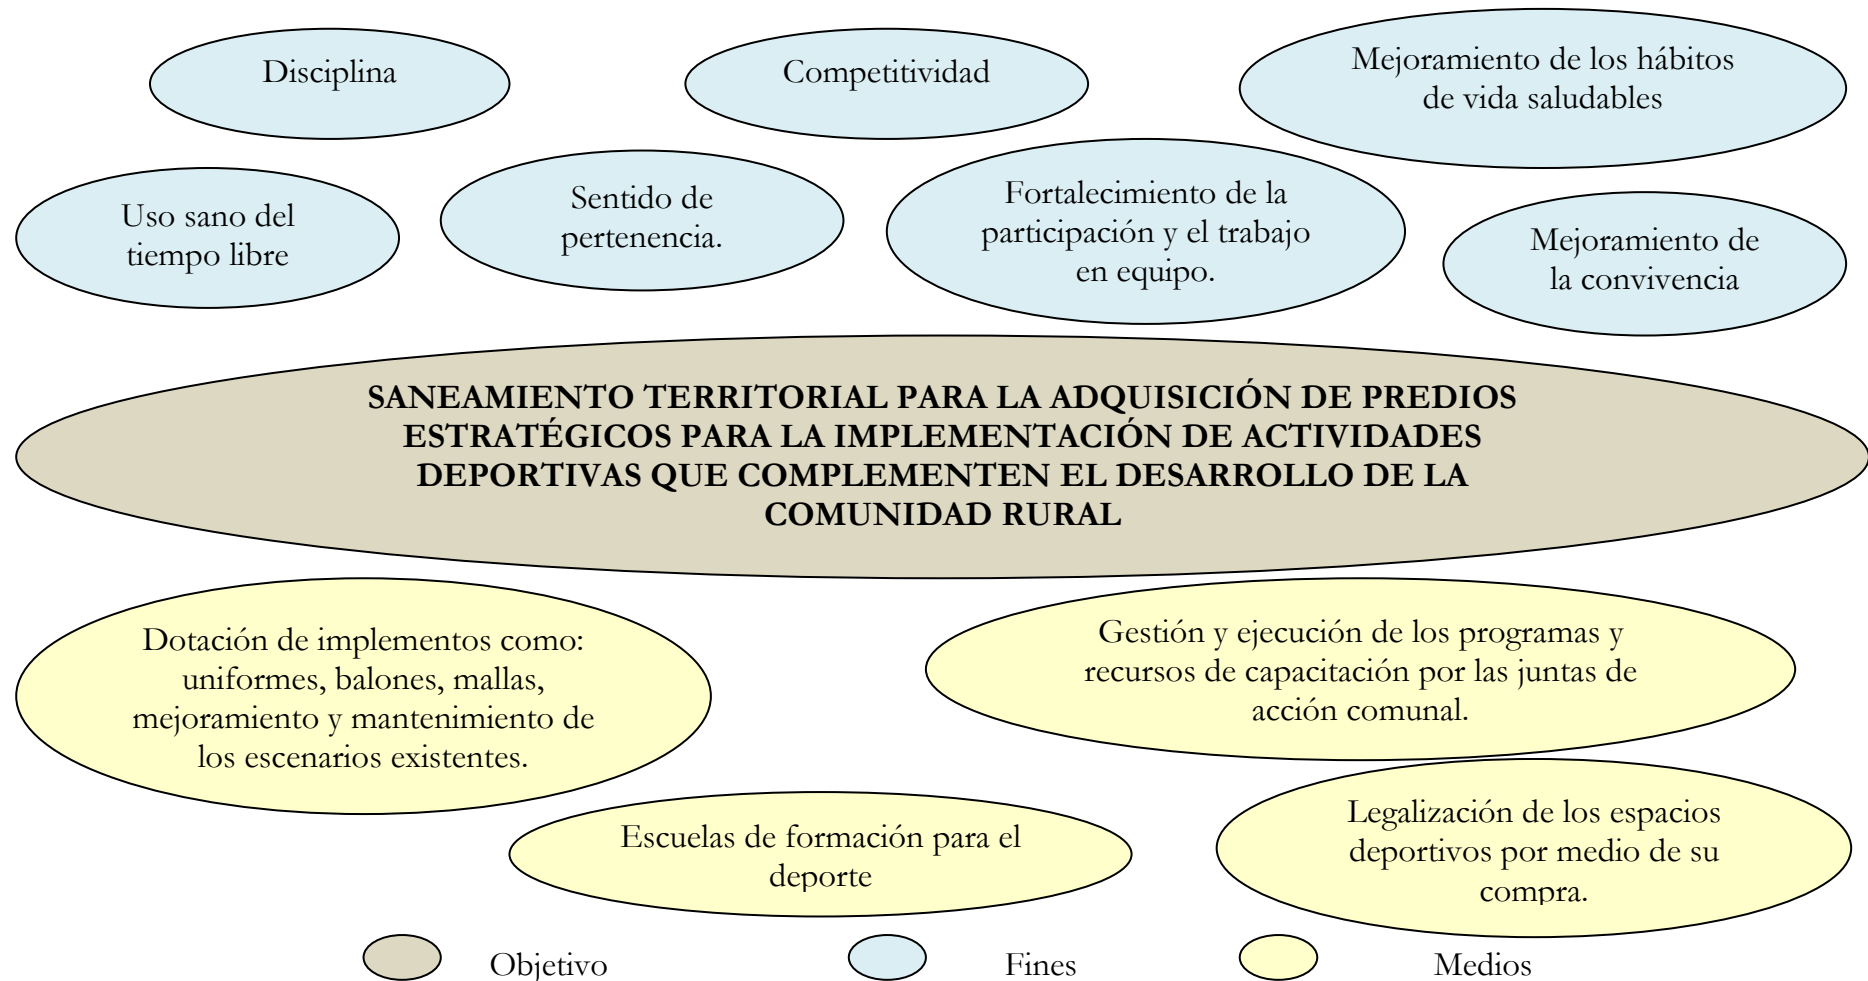 Disciplina
Competitividad
Mejoramiento de los hábitos
de vida saludables
Uso sano del
tiempo libre
Sentido de
pertenencia.
Fortalecimiento de la
participación y el trabajo
en equipo.
Mejoramiento de
la convivencia
SANEAMIENTO TERRITORIAL PARA LA ADQUISICIÓN DE PREDIOS
ESTRATÉGICOS PARA LA IMPLEMENTACIÓN DE ACTIVIDADES
DEPORTIVAS QUE COMPLEMENTEN EL DESARROLLO DE LA
COMUNIDAD RURAL
Dotación de implementos como:
uniformes, balones, mallas,
mejoramiento y mantenimiento de
los escenarios existentes.
Gestión y ejecución de los programas y
recursos de capacitación por las juntas de
acción comunal.
Escuelas de formación para el
deporte
Legalización de los espacios
deportivos por medio de su
compra.
Objetivo
Fines
Medios